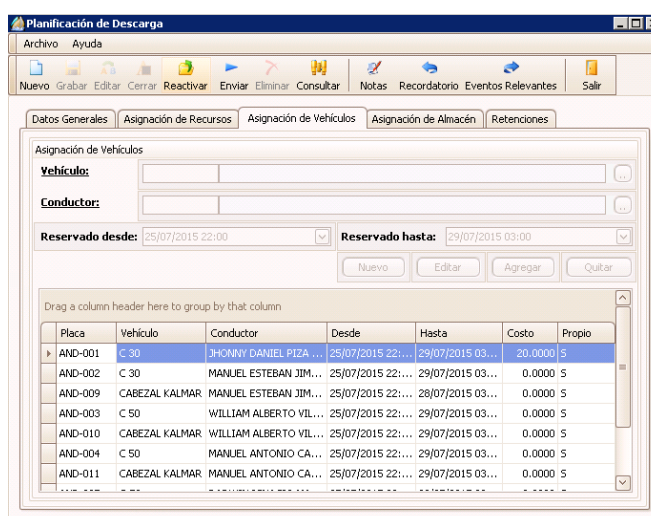 Planificación de Descarga
Archivo Ayuda
Nuevo Grabar Editar Cerrar Reactivar Enviar Eliminar Consultar Notas Recordatorio Eventos Relevantes Salir
Datos Generales Asignación de Recursos Asignación de Vehículos Asignación de Almacén Retenciones
Asignación de Vehículos
Vehículo:
Conductor:
Reservado desde: 25/07/2015 22:00 Reservado hasta: 29/07/2015 03:00
Nuevo Editar Agregar Quitar
Drag a column header here to group by that column
Placa Vehículo Conductor Desde Hasta Costo Propio
AND-001 C 30 JHONNY DANIEL PIZA ... 25/07/2015 22:... 29/07/2015 03... 20.0000 S
AND-002 C 30 MANUEL ESTEBAN JIM... 25/07/2015 22:... 29/07/2015 03... 0.0000 S
AND-009 CABEZAL KALMAR MANUEL ESTEBAN JIM... 25/07/2015 22:... 28/07/2015 03... 0.0000 S
AND-003 C 50 WILLIAM ALBERTO VIL... 25/07/2015 22:... 29/07/2015 03... 0.0000 S
AND-010 CABEZAL KALMAR WILLIAM ALBERTO VIL... 25/07/2015 22:... 29/07/2015 03... 0.0000 S
AND-004 C 50 MANUEL ANTONIO CA... 25/07/2015 22:... 29/07/2015 03... 0.0000 S
AND-011 CABEZAL KALMAR MANUEL ANTONIO CA... 25/07/2015 22:... 29/07/2015 03... 0.0000 S